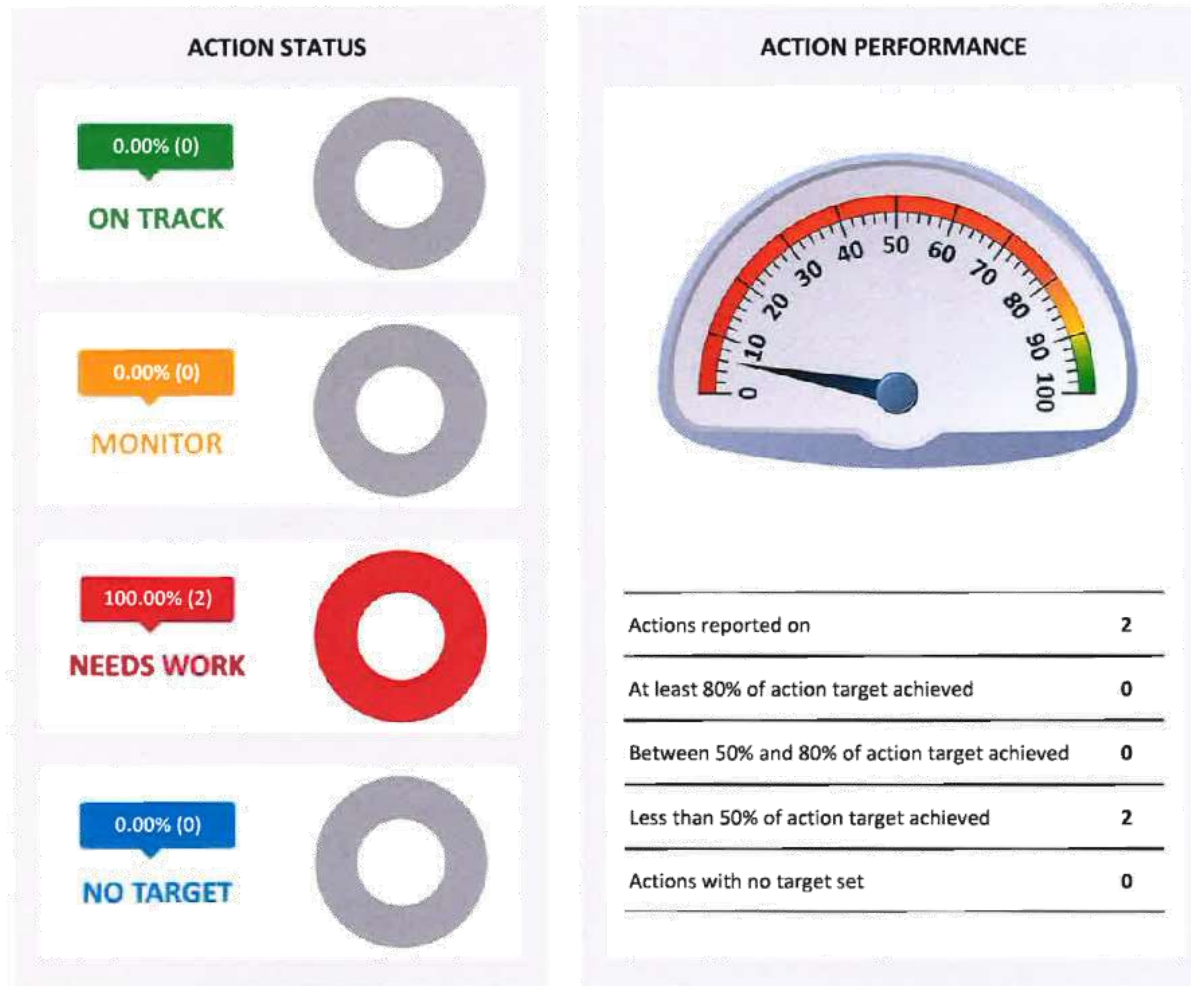 ACTION STATUS
0.00% (0)
ON TRACK
0.00% (0)
MONITOR
100.00% (2)
NEEDS WORK
0.00% (0)
NO TARGET
ACTION PERFORMANCE
0
10
20
30
40
50
60
70
80
90
100
Actions reported on 2
At least 80% of action target achieved 0
Between 50% and 80% of action target achieved 0
Less than 50% of action target achieved 2
Actions with no target set 0